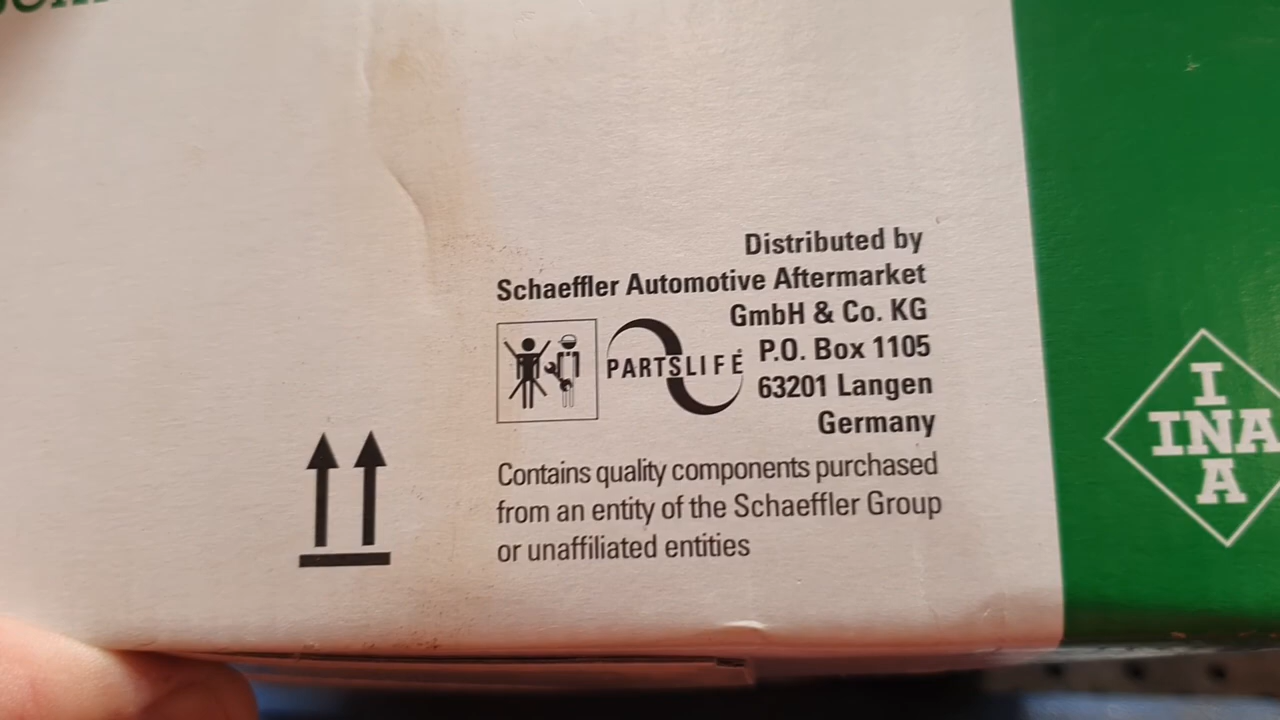 Distributed by
Schaeffler Automotive Aftermarket
GmbH & Co. KG
PARTSLIFE
P.O. Box 1105
63201 Langen
Germany
Contains quality components purchased
from an entity of the Schaeffler Group
or unaffiliated entities
I
INA
A